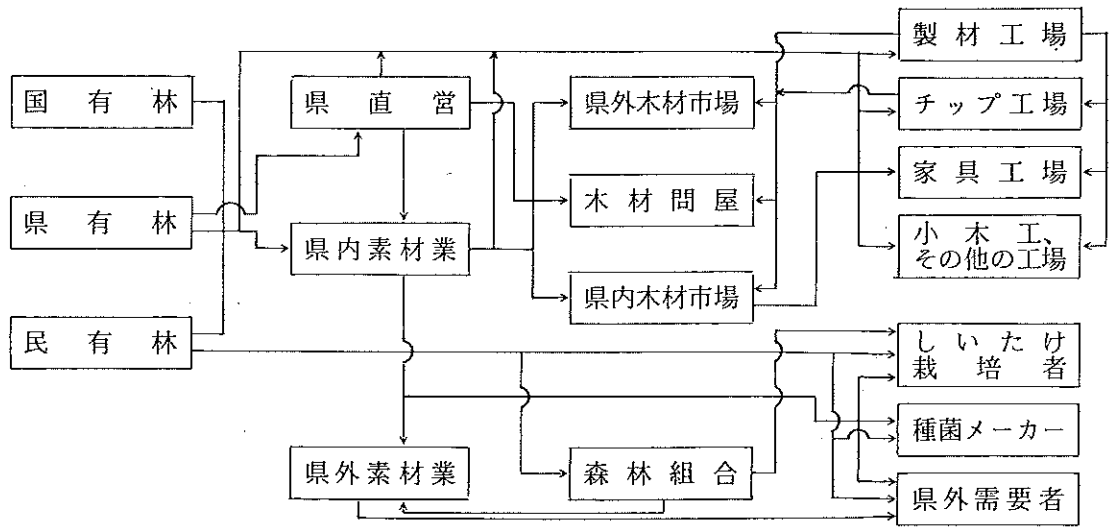 国有林
県有林
民有林
県直営
県内素材業
県外素材業
県外木材市場
木材問屋
県内木材市場
森林組合
製材工場
チップ工場
家具工場
小木工、
その他の工場
しいたけ
栽培者
種菌メーカー
県外需要者